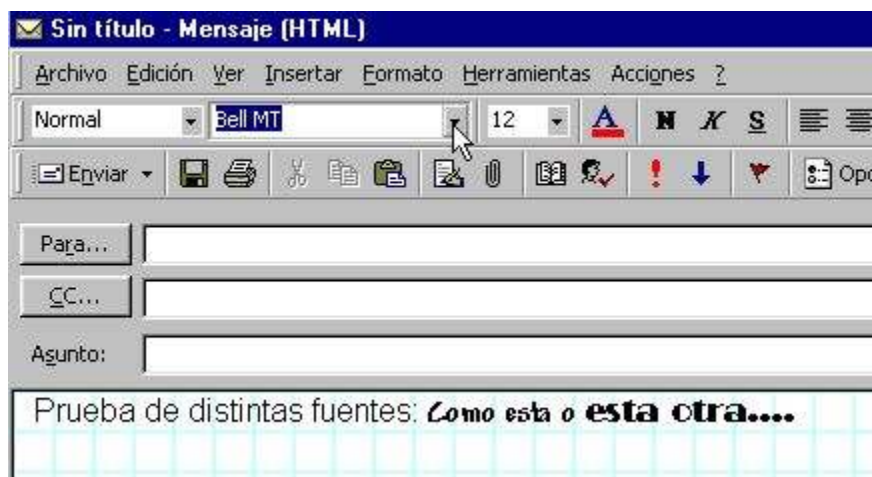 Sin título - Mensaje (HTML)
Archivo Edición Ver Insertar Formato Herramientas Acciones ?
Normal Bell MT 12 A N K S
Enviar Opc
Para...
CC...
Asunto:
Prueba de distintas fuentes: Como esta o esta otra....